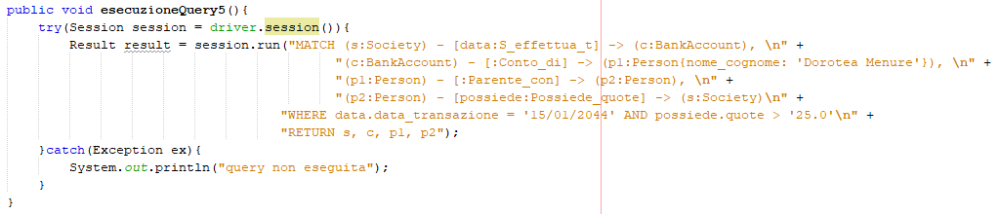 public void esecuzioneQuery5(){
try(Session session = driver.session()){
Result result = session.run("MATCH (s:Society) - [data:S_effettua_t] -> (c:BankAccount), \n" +
"(c:BankAccount) - [:Conto_di] -> (p1:Person{nome_cognome: 'Dorotea Menure'}), \n" +
"(p1:Person) - [:Parente_con] -> (p2:Person), \n" +
"(p2:Person) - [possiede:Possiede_quote] -> (s:Society)\n" +
"WHERE data.data_transazione = '15/01/2044' AND possiede.quote > '25.0'\n" +
"RETURN s, c, p1, p2");
}catch(Exception ex){
System.out.println("query non eseguita");
}
}